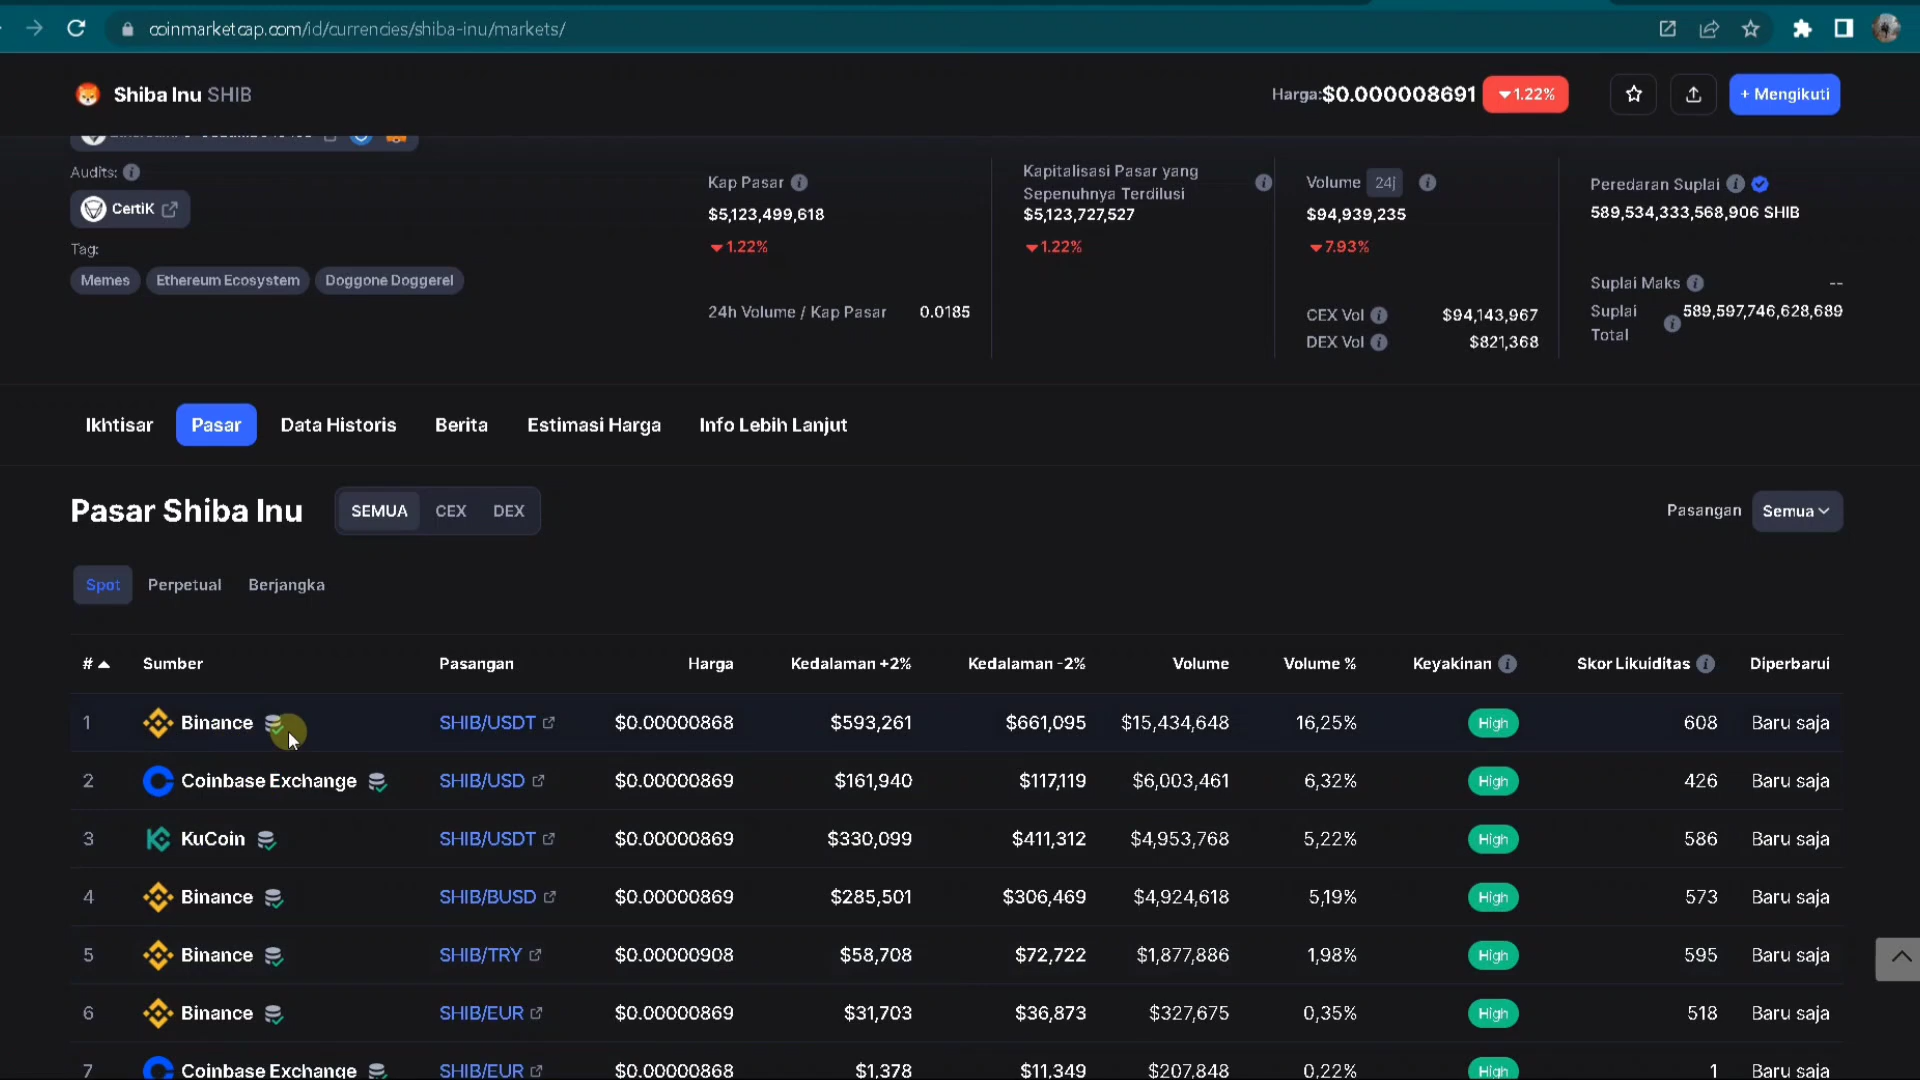 coinmarketcap.com/id/currencies/shiba-inu/markets/
Shiba Inu SHIB
Harga:$0.000008691 1.22%
+ Mengikuti
Audits:
CertiK
Tag:
Memes Ethereum Ecosystem Doggone Doggerel
Kap Pasar
$5,123,499,618
1.22%
24h Volume / Kap Pasar 0.0185
Kapitalisasi Pasar yang
Sepenuhnya Terdilusi
$5,123,727,527
1.22%
Volume 24j
$94,939,235
7.93%
CEX Vol $94,143,967
DEX Vol $821,368
Peredaran Suplai
589,534,333,568,906 SHIB
Suplai Maks --
Suplai
Total 589,597,746,628,689
Ikhtisar Pasar Data Historis Berita Estimasi Harga Info Lebih Lanjut
Pasar Shiba Inu SEMUA CEX DEX Pasangan Semua
Spot Perpetual Berjangka
# Sumber Pasangan Harga Kedalaman +2% Kedalaman -2% Volume Volume % Keyakinan Skor Likuiditas Diperbarui
1 Binance SHIB/USDT $0.00000868 $593,261 $661,095 $15,434,648 16,25% High 608 Baru saja
2 Coinbase Exchange SHIB/USD $0.00000869 $161,940 $117,119 $6,003,461 6,32% High 426 Baru saja
3 KuCoin SHIB/USDT $0.00000869 $330,099 $411,312 $4,953,768 5,22% High 586 Baru saja
4 Binance SHIB/BUSD $0.00000869 $285,501 $306,469 $4,924,618 5,19% High 573 Baru saja
5 Binance SHIB/TRY $0.00000908 $58,708 $72,722 $1,877,886 1,98% High 595 Baru saja
6 Binance SHIB/EUR $0.00000869 $31,703 $36,873 $327,675 0,35% High 518 Baru saja
7 Coinbase Exchange SHIB/EUR $0.00000868 $1,378 $11,349 $207,848 0,22% High 1 Baru saja